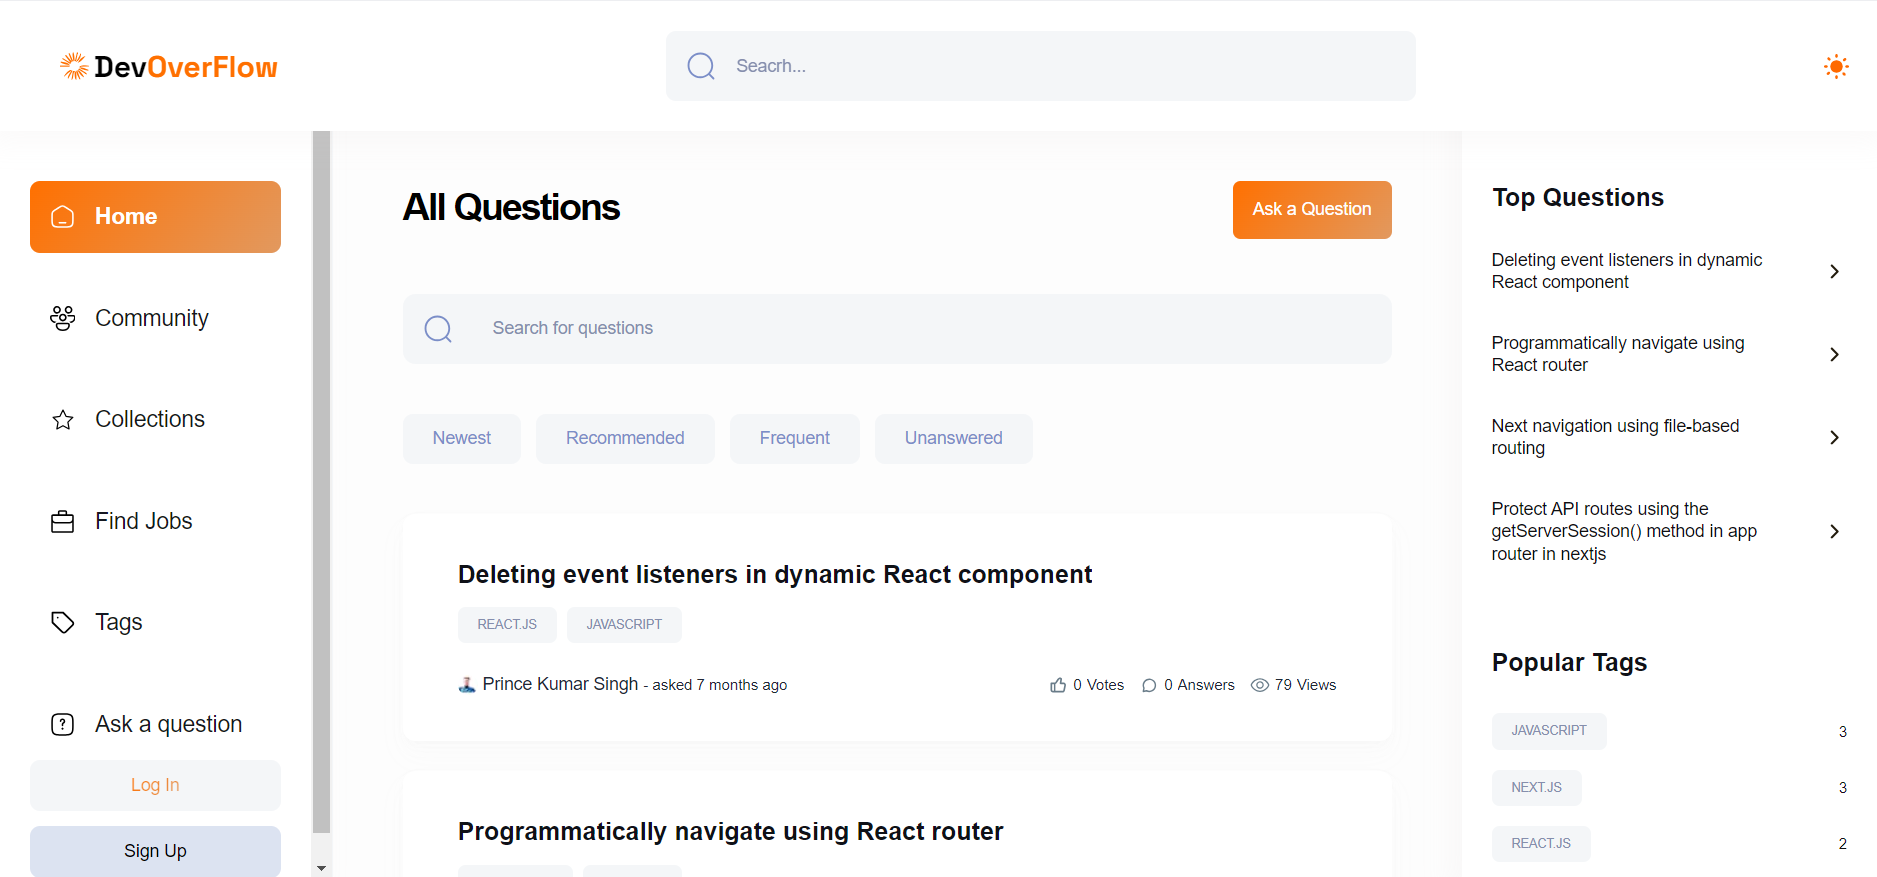 DevOverFlow
Seacrh...
Home
Community
Collections
Find Jobs
Tags
Ask a question
Log In
Sign Up
All Questions
Ask a Question
Search for questions
Newest
Recommended
Frequent
Unanswered
Deleting event listeners in dynamic React component
REACT.JS
JAVASCRIPT
Prince Kumar Singh - asked 7 months ago
0 Votes
0 Answers
79 Views
Programmatically navigate using React router
Top Questions
Deleting event listeners in dynamic
React component
Programmatically navigate using
React router
Next navigation using file-based
routing
Protect API routes using the
getServerSession() method in app
router in nextjs
Popular Tags
JAVASCRIPT 3
NEXT.JS 3
REACT.JS 2